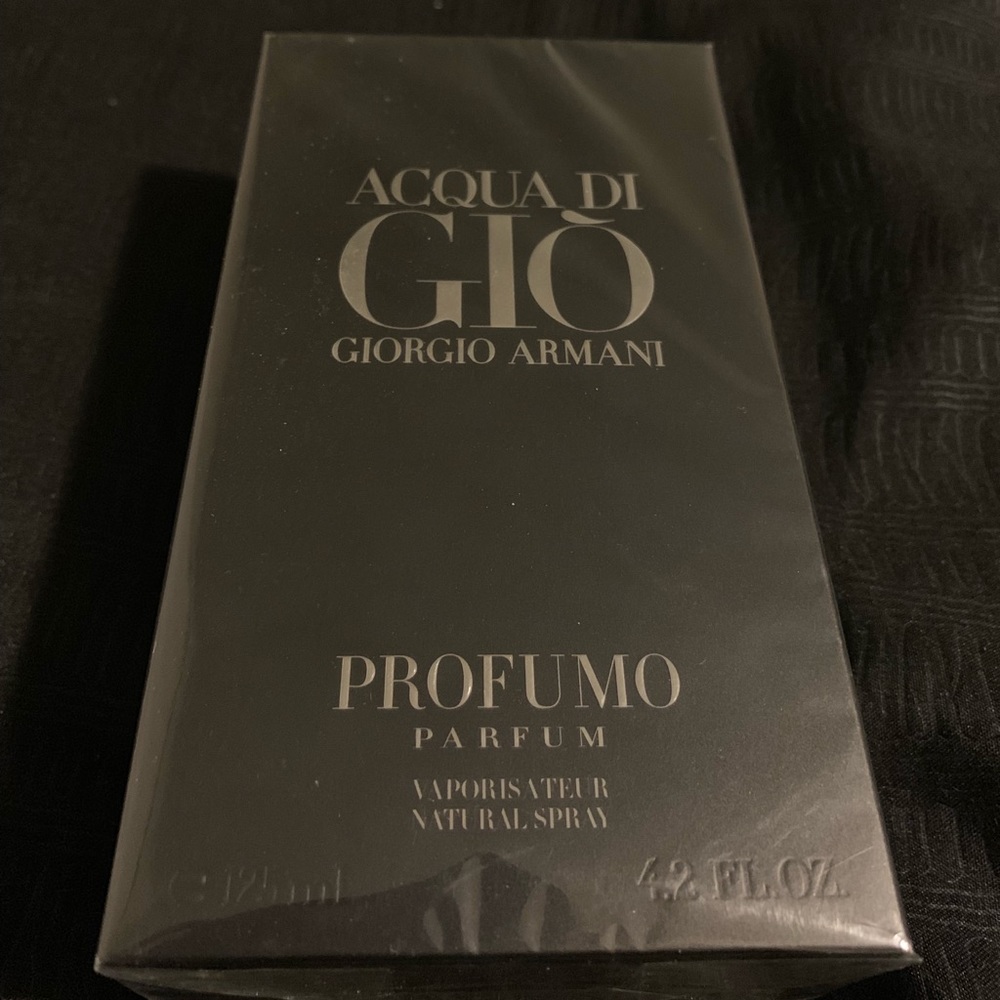 ACQUA DI
GIÒ
GIORGIO ARMANI
PROFUMO
PARFUM
VAPORISATEUR
NATURAL SPRAY
℮ 125 ml 4.2 FL.OZ.